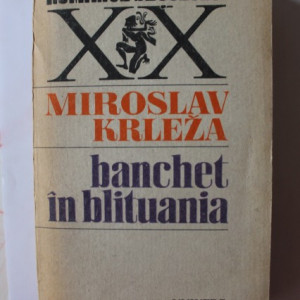 XX
MIROSLAV
KRLEŽA
banchet
în blituania